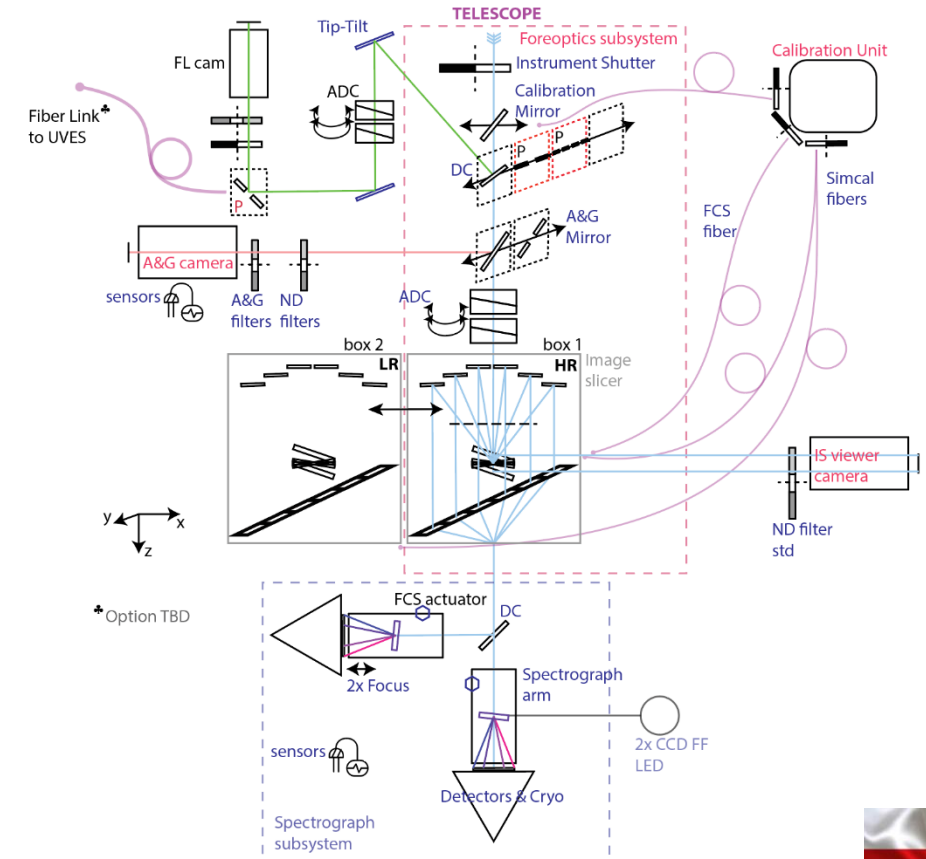 TELESCOPE
Tip-Tilt
Foreoptics subsystem
Instrument Shutter
Calibration Unit
FL cam
ADC
Calibration
Mirror
Fiber Link♣
to UVES
P
P
DC
P
Simcal
fibers
FCS
fiber
A&G
Mirror
A&G camera
sensors
A&G
filters
ND
filters
ADC
box 2
LR
box 1
HR
Image
slicer
IS viewer
camera
y
x
z
ND filter
std
♣Option TBD
FCS actuator
DC
2x Focus
Spectrograph
arm
sensors
2x CCD FF
LED
Detectors & Cryo
Spectrograph
subsystem